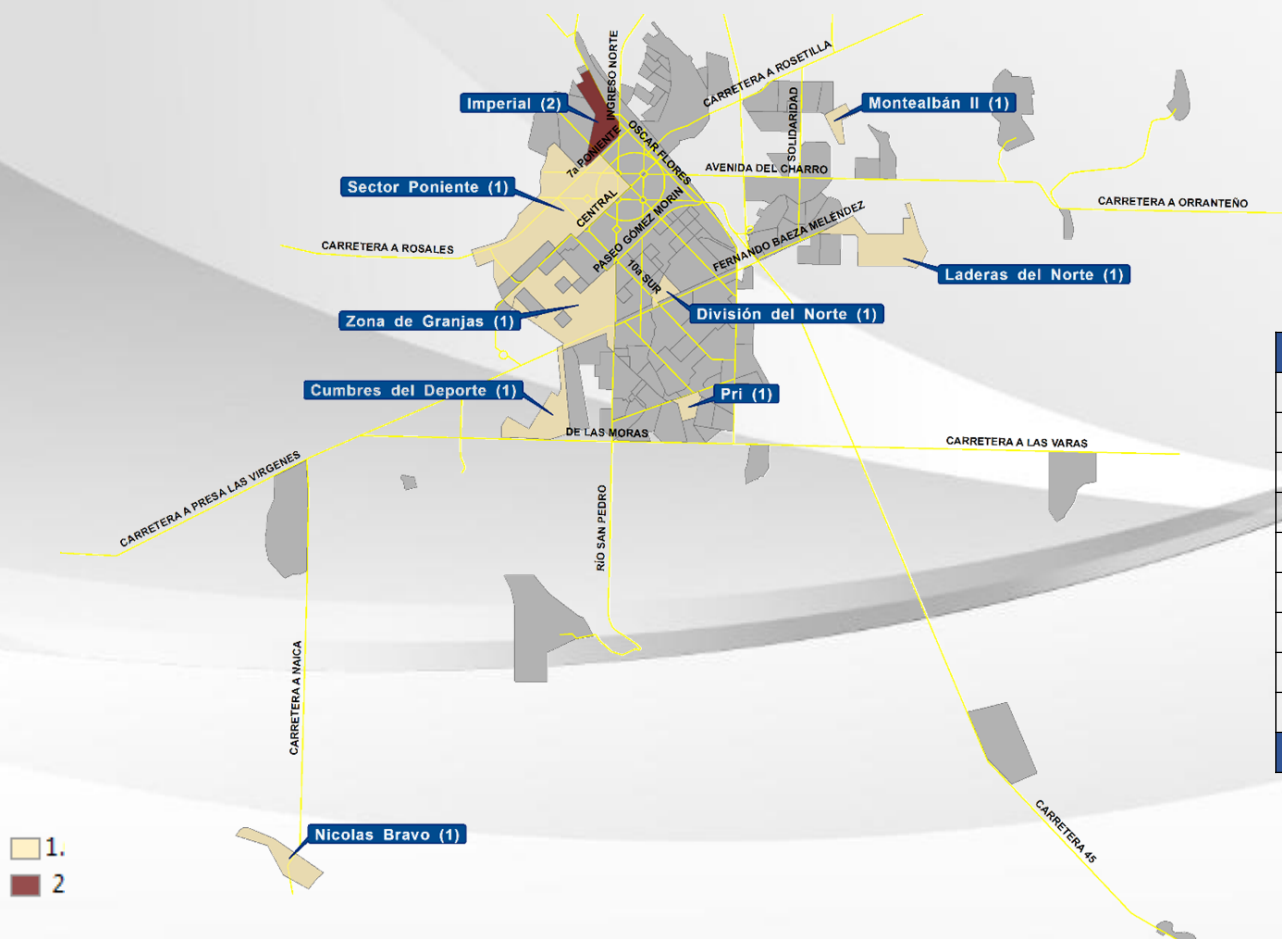 INGRESO NORTE
CARRETERA A ROSETILLA
Imperial (2)
Montealbán II (1)
SOLIDARIDAD
OSCAR FLORES
7a PONIENTE
AVENIDA DEL CHARRO
Sector Poniente (1)
CENTRAL
CARRETERA A ORRANTEÑO
PASEO GÓMEZ MORIN
FERNANDO BAEZA MELÉNDEZ
CARRETERA A ROSALES
10a SUR
Laderas del Norte (1)
Zona de Granjas (1)
División del Norte (1)
Cumbres del Deporte (1)
Pri (1)
DE LAS MORAS
CARRETERA A LAS VARAS
CARRETERA A PRESA LAS VIRGENES
RÍO SAN PEDRO
CARRETERA A NAICA
CARRETERA 45
Nicolas Bravo (1)
1.
2